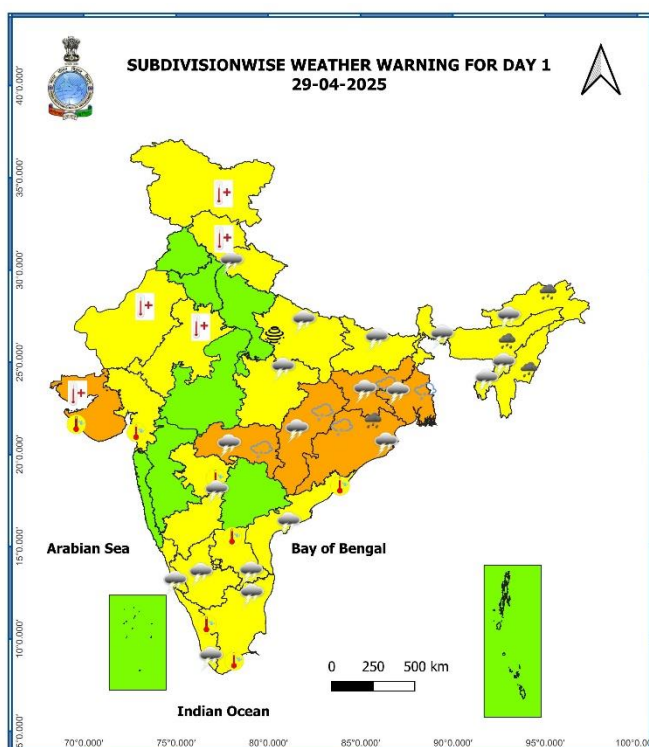 SUBDIVISIONWISE WEATHER WARNING FOR DAY 1
29-04-2025
40°0.000'
35°0.000'
30°0.000'
25°0.000'
20°0.000'
15°0.000'
10°0.000'
5°0.000'
Arabian Sea
Bay of Bengal
0 250 500 km
Indian Ocean
70°0.000' 75°0.000' 80°0.000' 85°0.000' 90°0.000' 95°0.000' 100°0.0